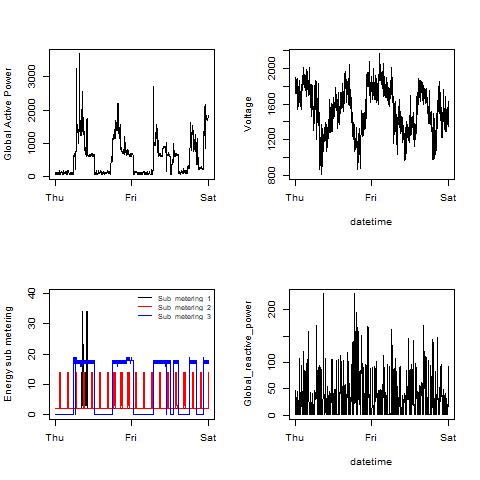 Global Active Power
0
1000
2000
3000
Thu
Fri
Sat
Voltage
800
1200
1600
2000
Thu
Fri
Sat
datetime
Energy sub metering
0
10
20
30
40
Sub_metering_1
Sub_metering_2
Sub_metering_3
Thu
Fri
Sat
Global_reactive_power
0
50
100
200
Thu
Fri
Sat
datetime